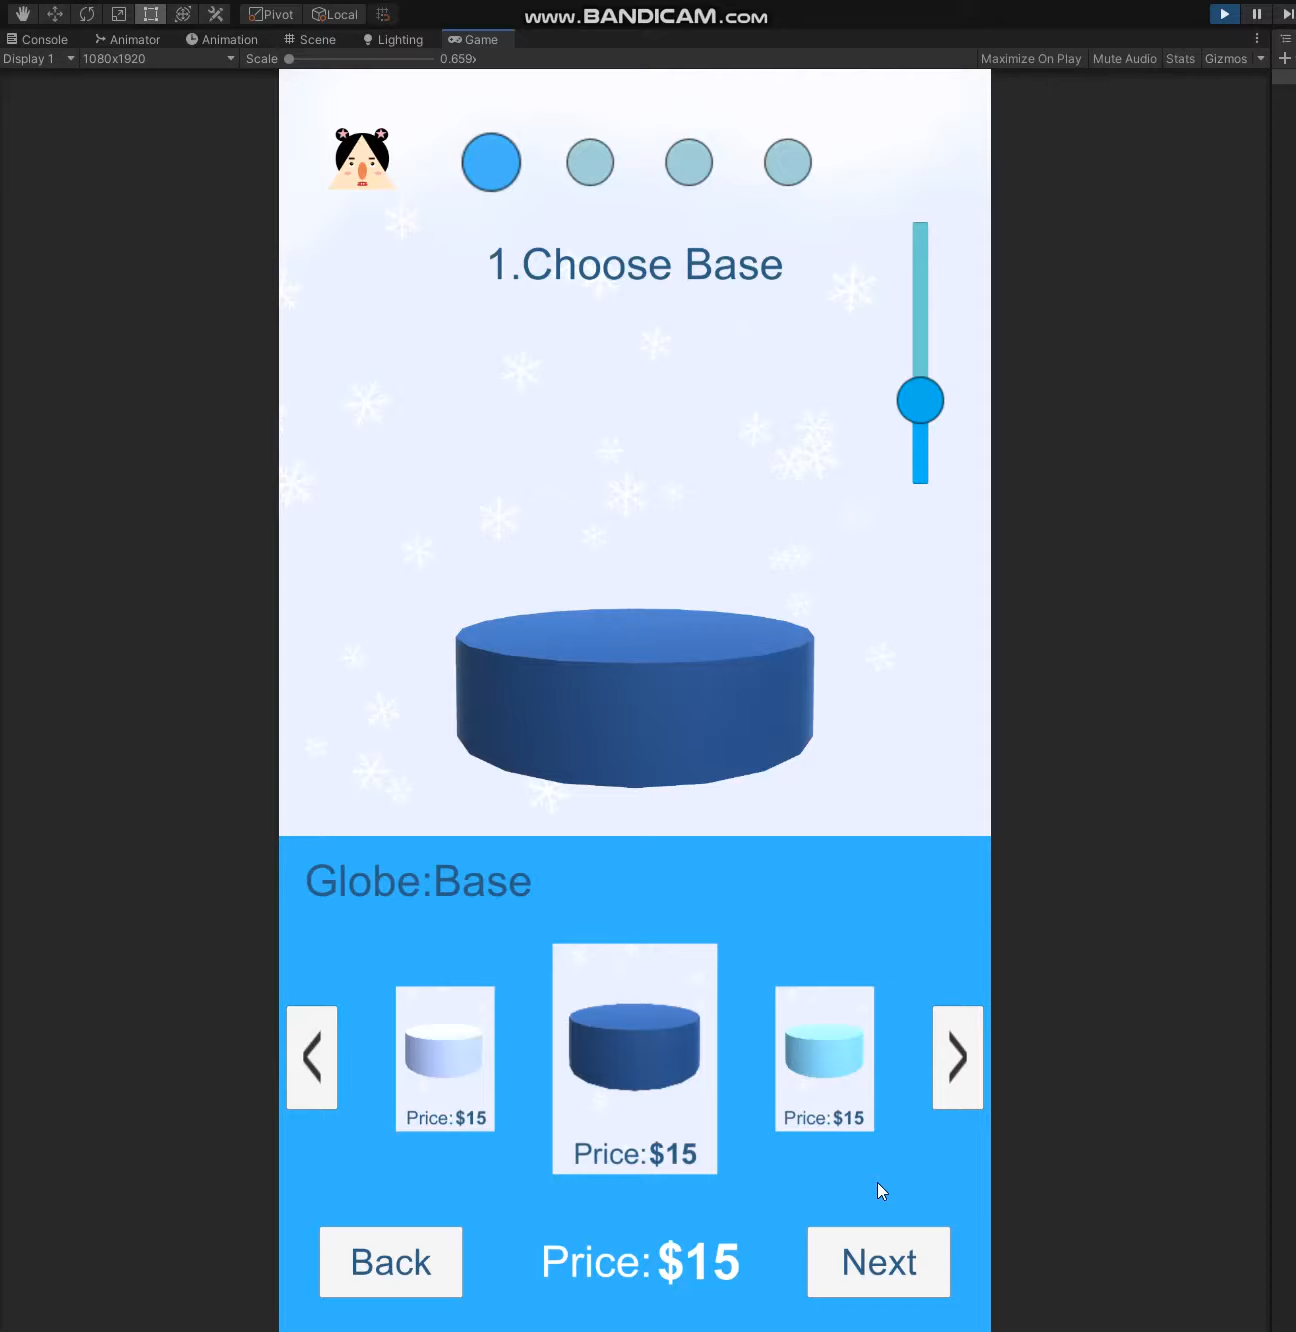 Pivot Local WWW.BANDICAM.COM
Console Animator Animation Scene Lighting Game
Display 1 1080x1920 Scale 0.659x Maximize On Play Mute Audio Stats Gizmos
1.Choose Base
Globe:Base
Price:$15 Price:$15 Price:$15
Back Price:$15 Next